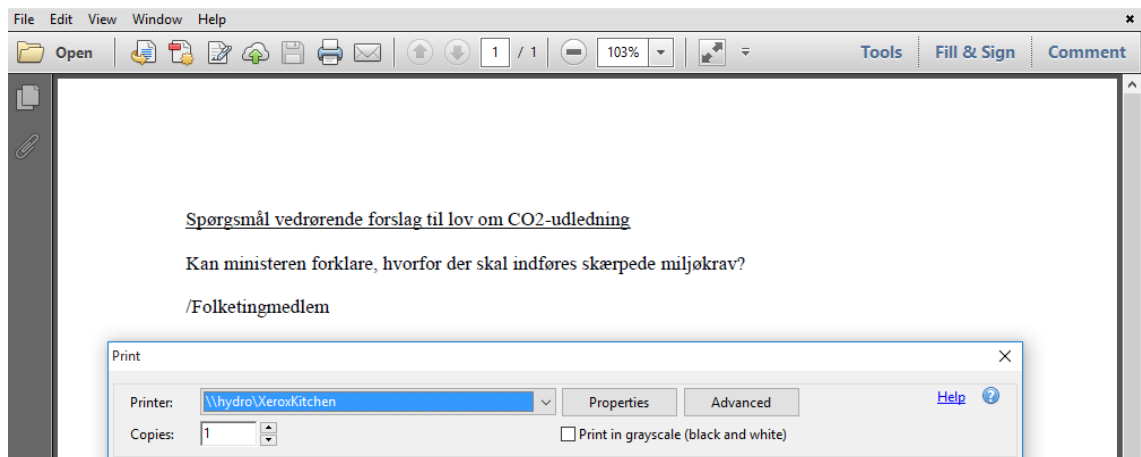 File Edit View Window Help
Open 1 / 1 103% Tools Fill & Sign Comment
Spørgsmål vedrørende forslag til lov om CO2-udledning
Kan ministeren forklare, hvorfor der skal indføres skærpede miljøkrav?
/Folketingmedlem
Print
Printer: \\hydro\XeroxKitchen Properties Advanced Help
Copies: 1 Print in grayscale (black and white)